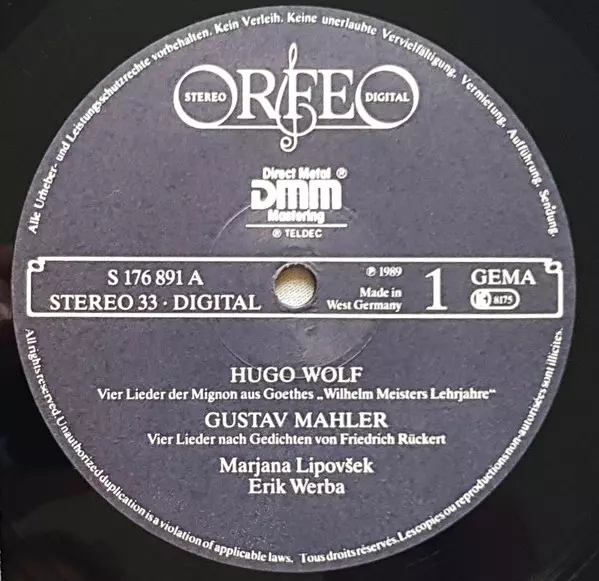 Alle Urheber- und Leistungsschutzrechte vorbehalten. Kein Verleih. Keine unerlaubte Vervielfältigung, Vermietung, Aufführung, Sendung.
STEREO ORFEO DIGITAL
Direct Metal ®
DMM
Mastering
® TELDEC
S 176 891 A
STEREO 33 · DIGITAL
℗ 1989
Made in
West Germany
1
GEMA
K 8175
HUGO WOLF
Vier Lieder der Mignon aus Goethes „Wilhelm Meisters Lehrjahre“
GUSTAV MAHLER
Vier Lieder nach Gedichten von Friedrich Rückert
Marjana Lipovšek
Erik Werba
All rights reserved. Unauthorized duplication is a violation of applicable laws. Tous droits réservés. Les copies ou reproductions non-autorisées sont illicites.